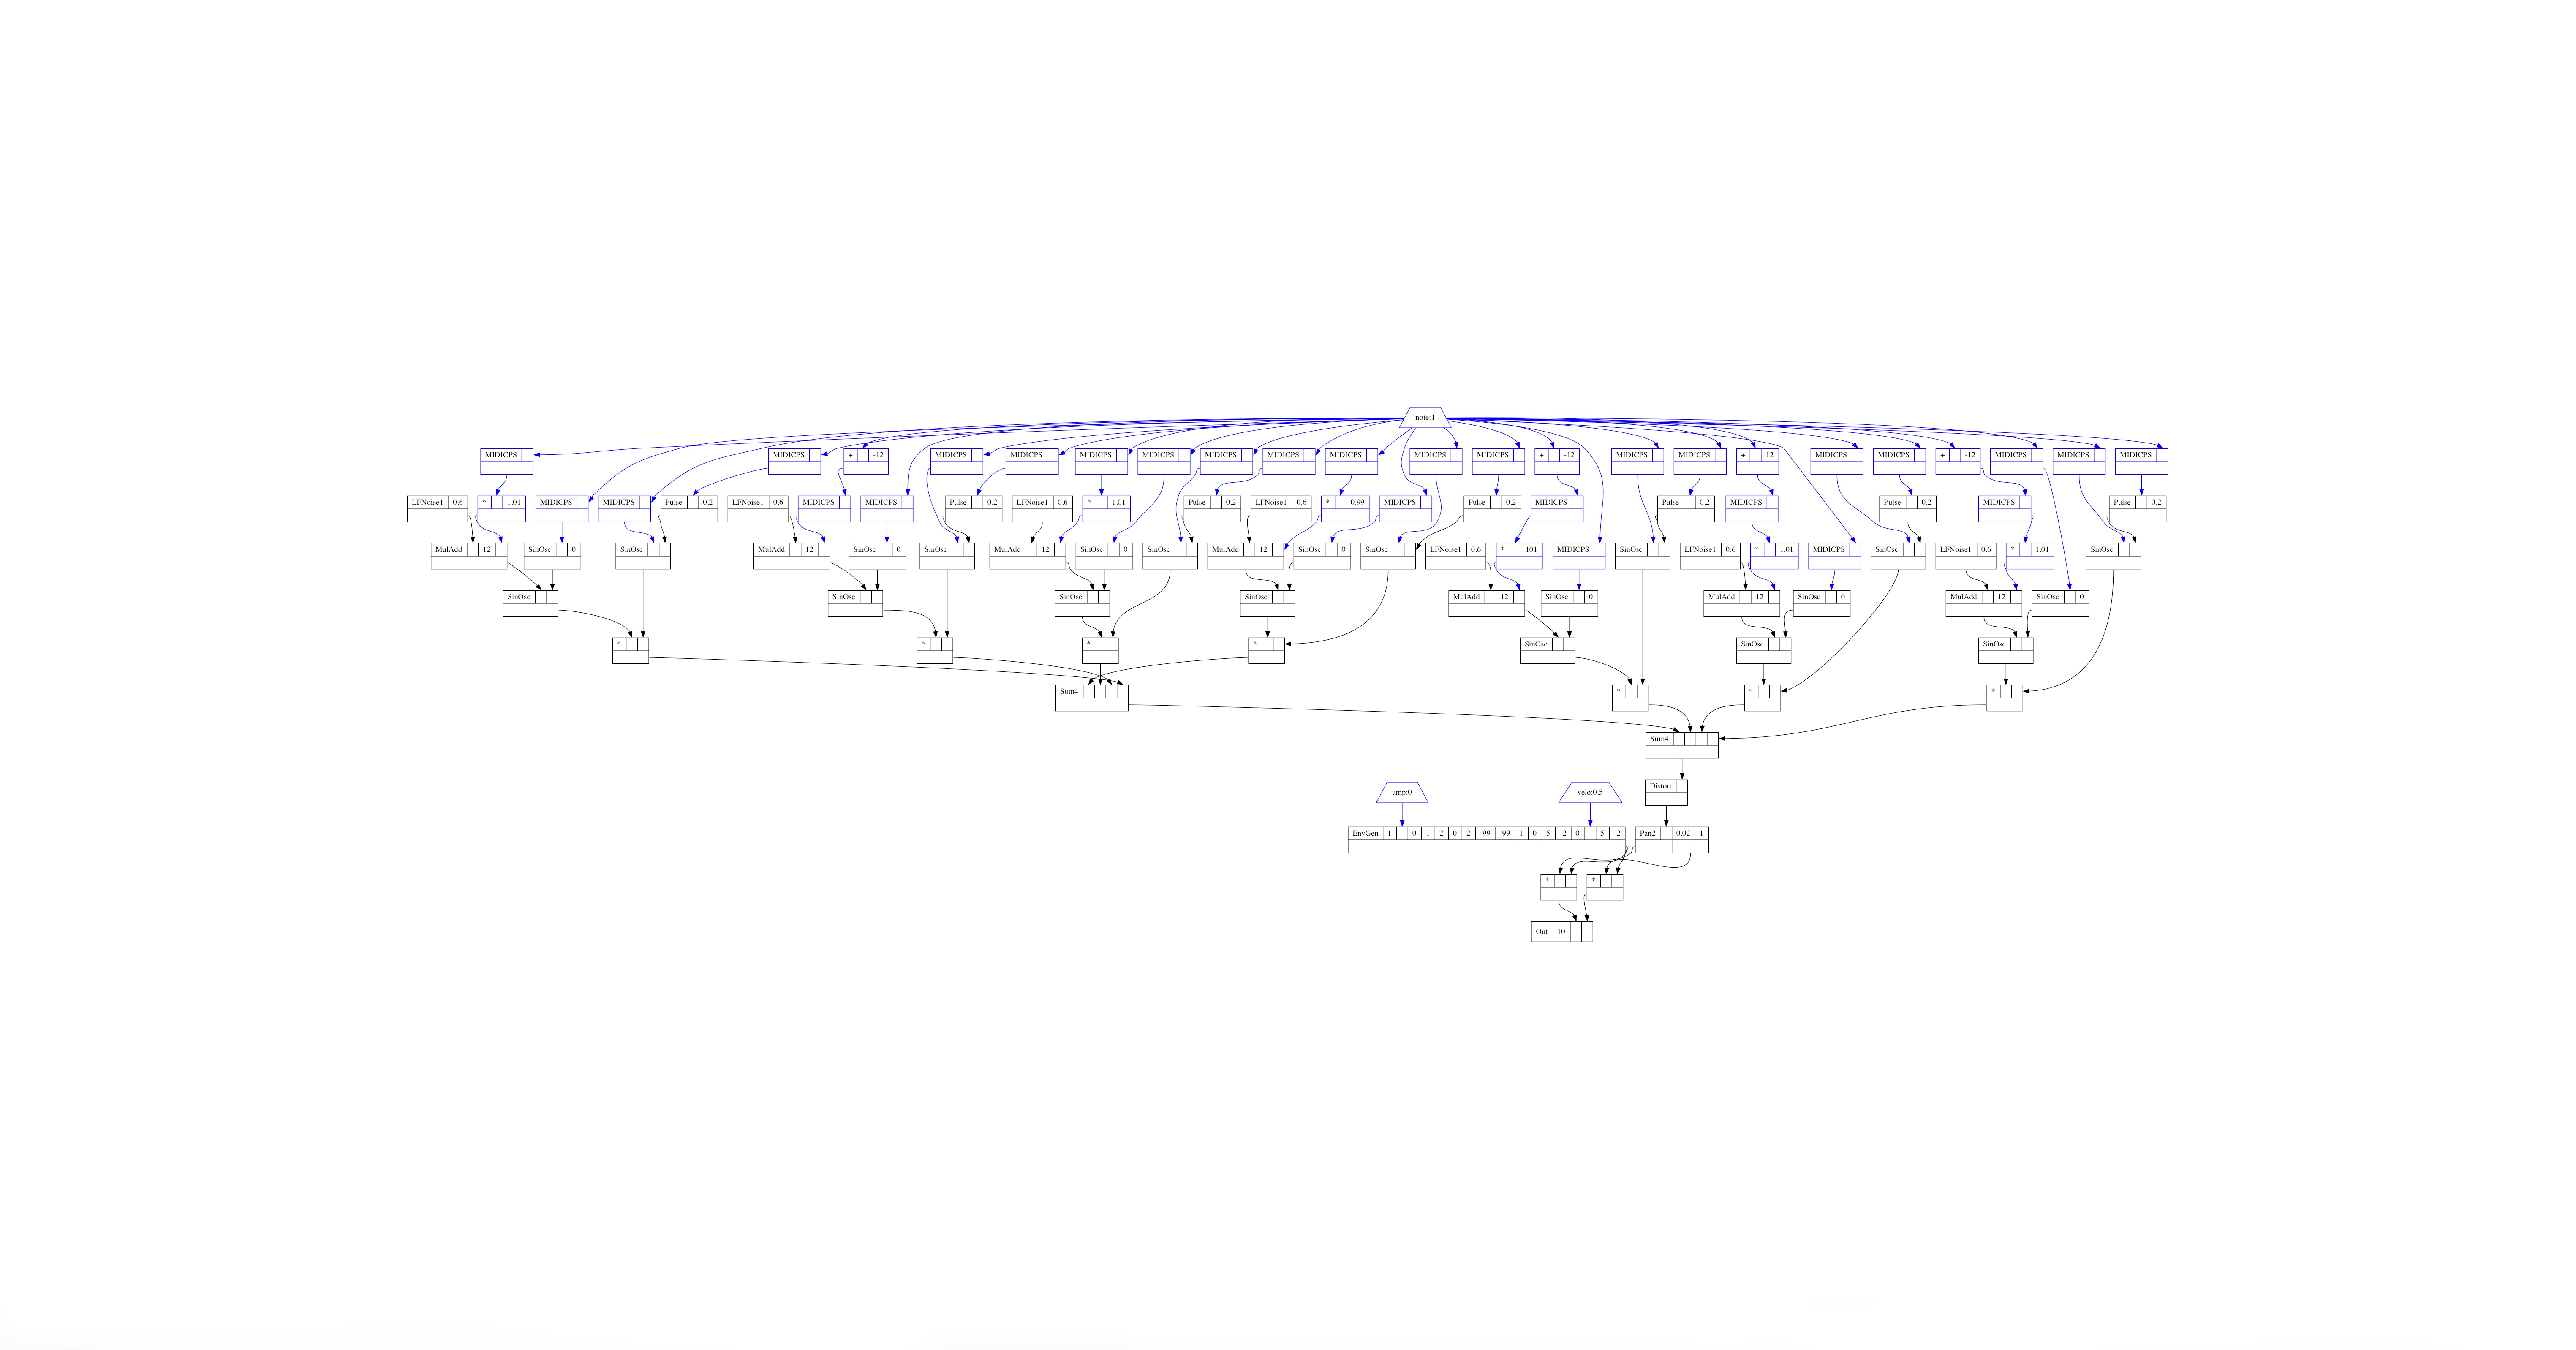 note:1
MIDICPS MIDICPS + -12 MIDICPS MIDICPS MIDICPS MIDICPS MIDICPS MIDICPS MIDICPS MIDICPS MIDICPS + -12 MIDICPS MIDICPS + 12 MIDICPS MIDICPS + -12 MIDICPS MIDICPS MIDICPS
LFNoise1 0.6 * 1.01 MIDICPS MIDICPS Pulse 0.2 LFNoise1 0.6 MIDICPS MIDICPS Pulse 0.2 LFNoise1 0.6 * 1.01 Pulse 0.2 LFNoise1 0.6 * 0.99 MIDICPS Pulse 0.2 MIDICPS Pulse 0.2 MIDICPS Pulse 0.2 MIDICPS Pulse 0.2
MulAdd 12 SinOsc 0 SinOsc MulAdd 12 SinOsc 0 SinOsc MulAdd 12 SinOsc 0 SinOsc MulAdd 12 SinOsc 0 SinOsc LFNoise1 0.6 * 101 MIDICPS SinOsc LFNoise1 0.6 * 1.01 MIDICPS SinOsc LFNoise1 0.6 * 1.01 SinOsc
SinOsc SinOsc SinOsc SinOsc MulAdd 12 SinOsc 0 MulAdd 12 SinOsc 0 MulAdd 12 SinOsc 0
* * * * SinOsc SinOsc SinOsc
Sum4 * * *
Sum4
Distort
amp:0 velo:0.5
EnvGen 1 0 1 2 0 2 -99 -99 1 0 5 -2 0 5 -2 Pan2 0.02 1
* *
Out 10